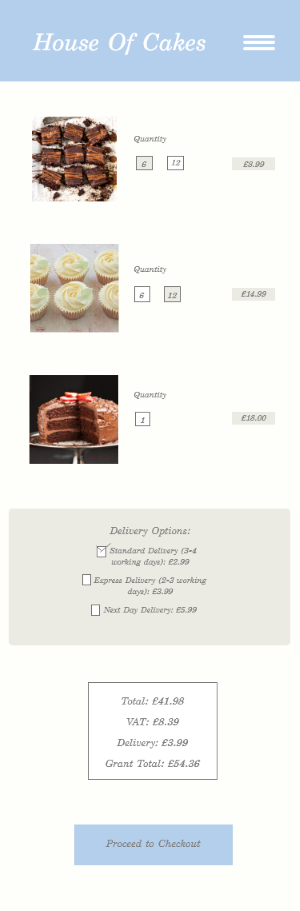 House Of Cakes
Quantity
6 12
£8.99
Quantity
6 12
£14.99
Quantity
1
£18.00
Delivery Options:
Standard Delivery (3-4
working days): £2.99
Express Delivery (2-3 working
days): £3.99
Next Day Delivery: £5.99
Total: £41.98
VAT: £8.39
Delivery: £3.99
Grant Total: £54.36
Proceed to Checkout